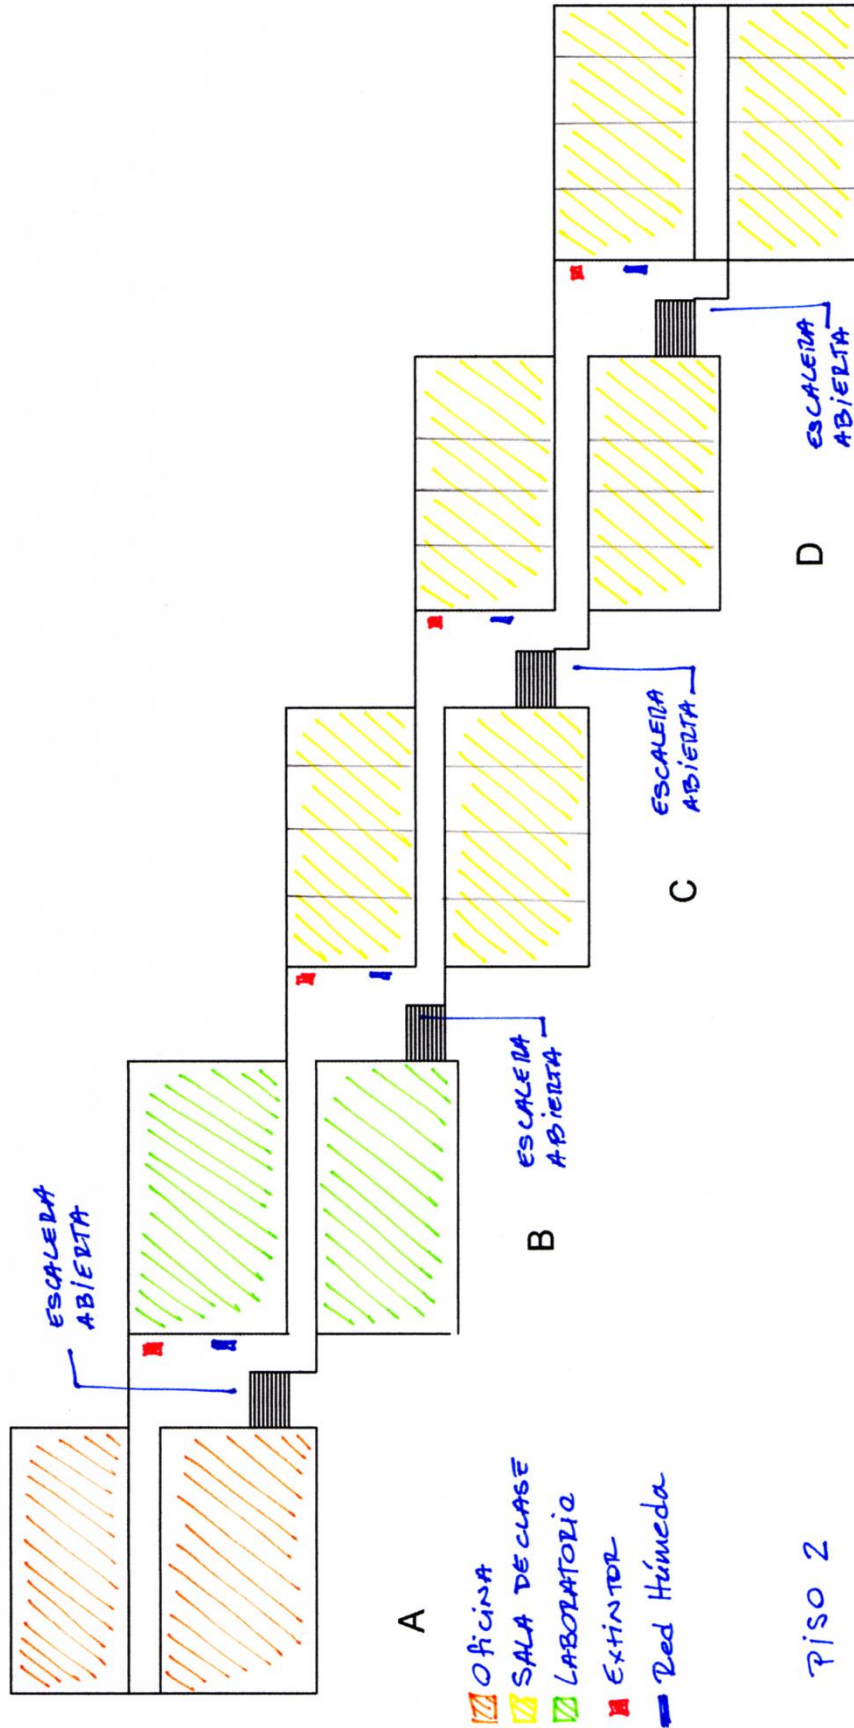 ESCALERA
ABIERTA
ESCALERA
ABIERTA
ESCALERA
ABIERTA
ESCALERA
ABIERTA
A
B
C
D
Oficina
SALA DE CLASE
LABORATORIO
EXTINTOR
Red Húmeda
PISO 2